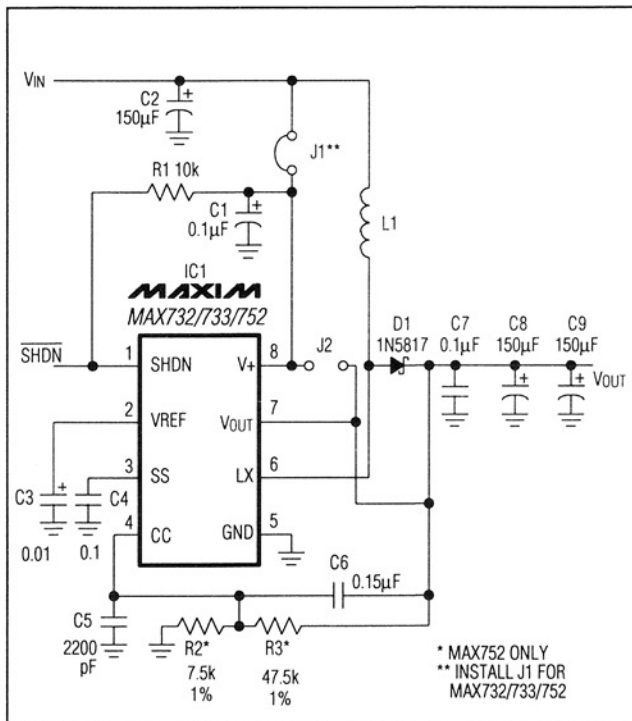 VIN
C2
150µF
+
J1**
R1 10k
C1
0.1µF
+
L1
IC1
MAXIM
MAX732/733/752
SHDN
1 SHDN
V+ 8
J2
D1
1N5817
C7
0.1µF
C8
150µF
+
C9
150µF
+
VOUT
2 VREF
VOUT 7
3 SS
LX 6
4 CC
GND 5
C3
+
0.01
C4
0.1
C6
0.15µF
C5
2200
pF
R2*
7.5k
1%
R3*
47.5k
1%
* MAX752 ONLY
** INSTALL J1 FOR
MAX732/733/752